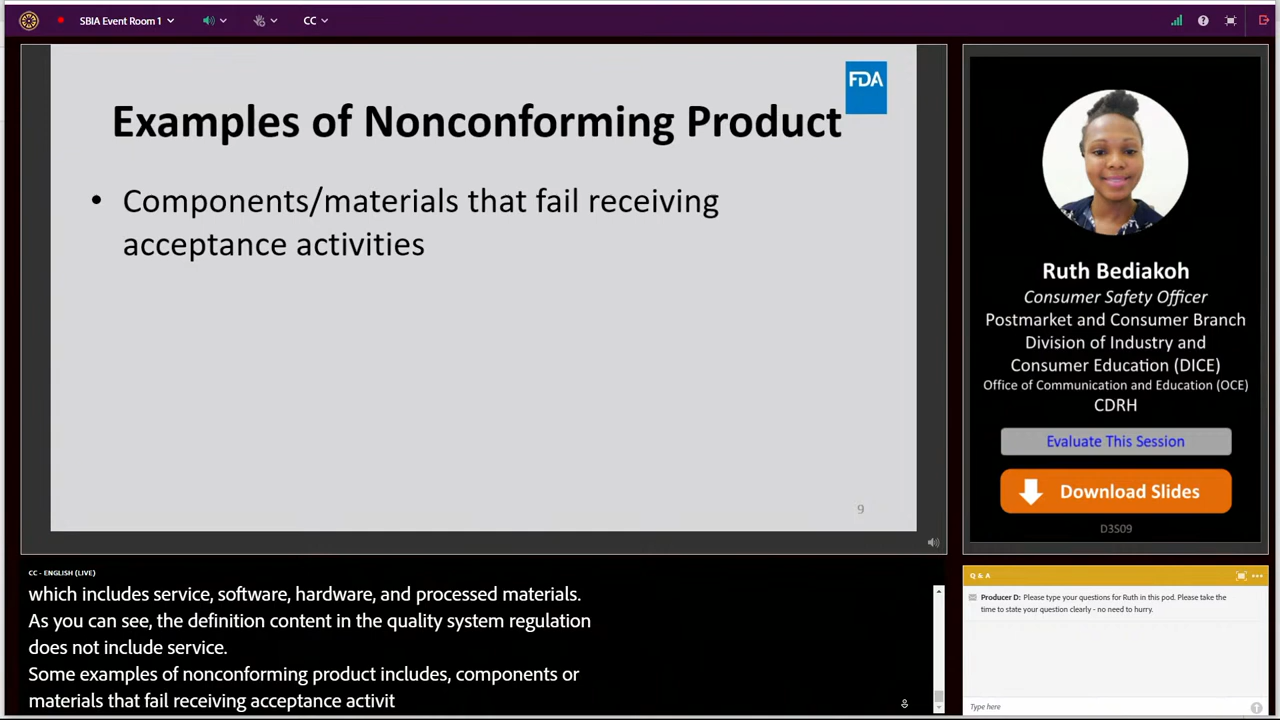 SBIA Event Room 1
CC
FDA
Examples of Nonconforming Product
• Components/materials that fail receiving
acceptance activities
9
Ruth Bediakoh
Consumer Safety Officer
Postmarket and Consumer Branch
Division of Industry and
Consumer Education (DICE)
Office of Communication and Education (OCE)
CDRH
Evaluate This Session
Download Slides
D3S09
CC - ENGLISH (LIVE)
which includes service, software, hardware, and processed materials.
As you can see, the definition content in the quality system regulation
does not include service.
Some examples of nonconforming product includes, components or
materials that fail receiving acceptance activit
Q & A
Producer D: Please type your questions for Ruth in this pod. Please take the
time to state your question clearly - no need to hurry.
Type here